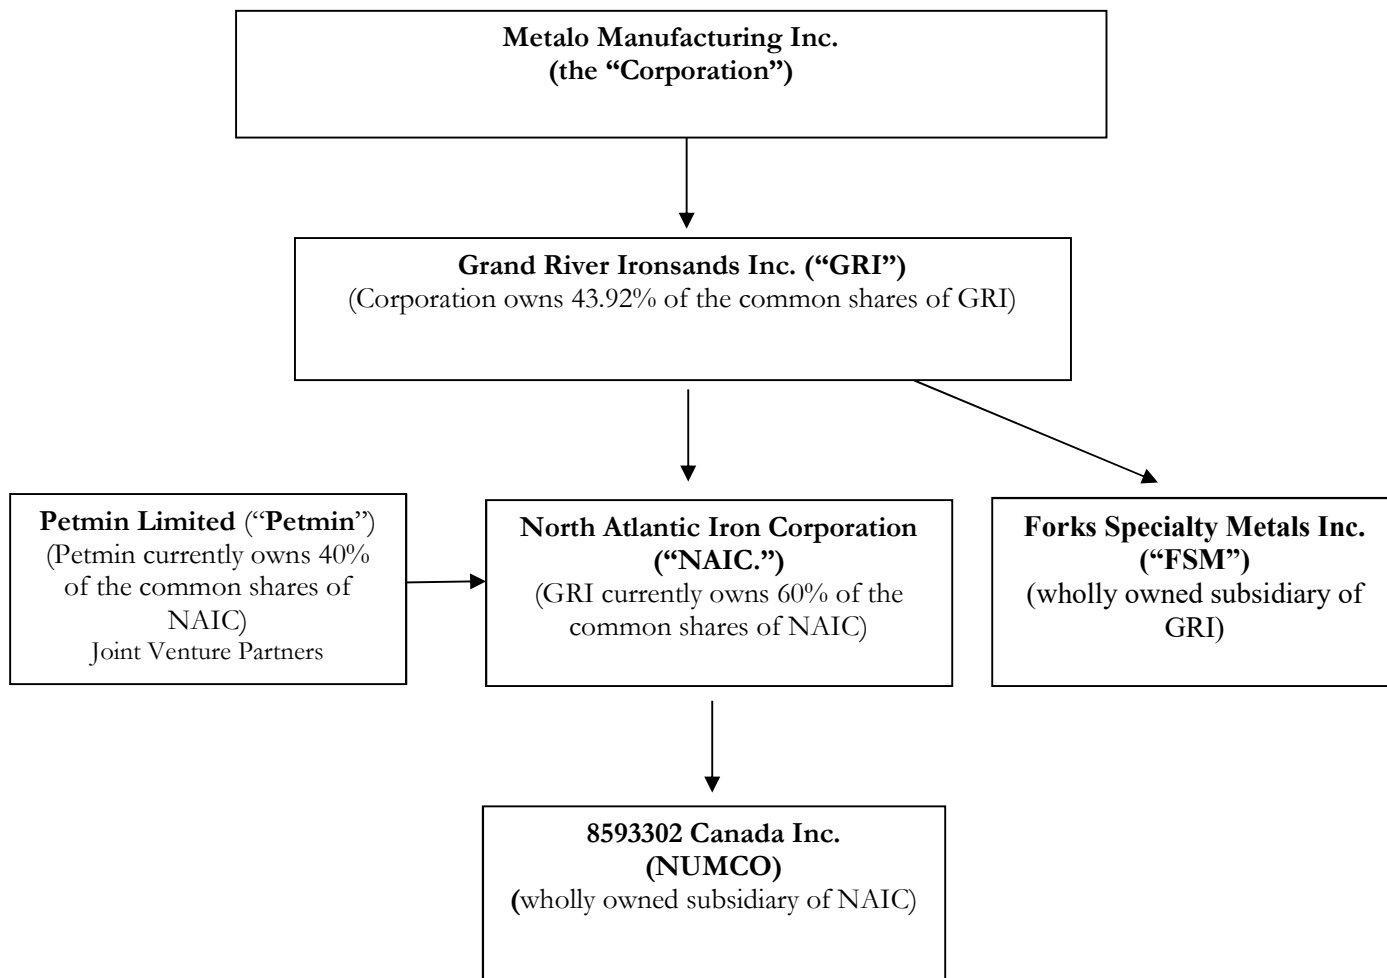 Metalo Manufacturing Inc.
(the “Corporation”)
Grand River Ironsands Inc. (“GRI”)
(Corporation owns 43.92% of the common shares of GRI)
Petmin Limited (“Petmin”)
(Petmin currently owns 40%
of the common shares of
NAIC)
Joint Venture Partners
North Atlantic Iron Corporation
(“NAIC.”)
(GRI currently owns 60% of the
common shares of NAIC)
Forks Specialty Metals Inc.
(“FSM”)
(wholly owned subsidiary of
GRI)
8593302 Canada Inc.
(NUMCO)
(wholly owned subsidiary of NAIC)